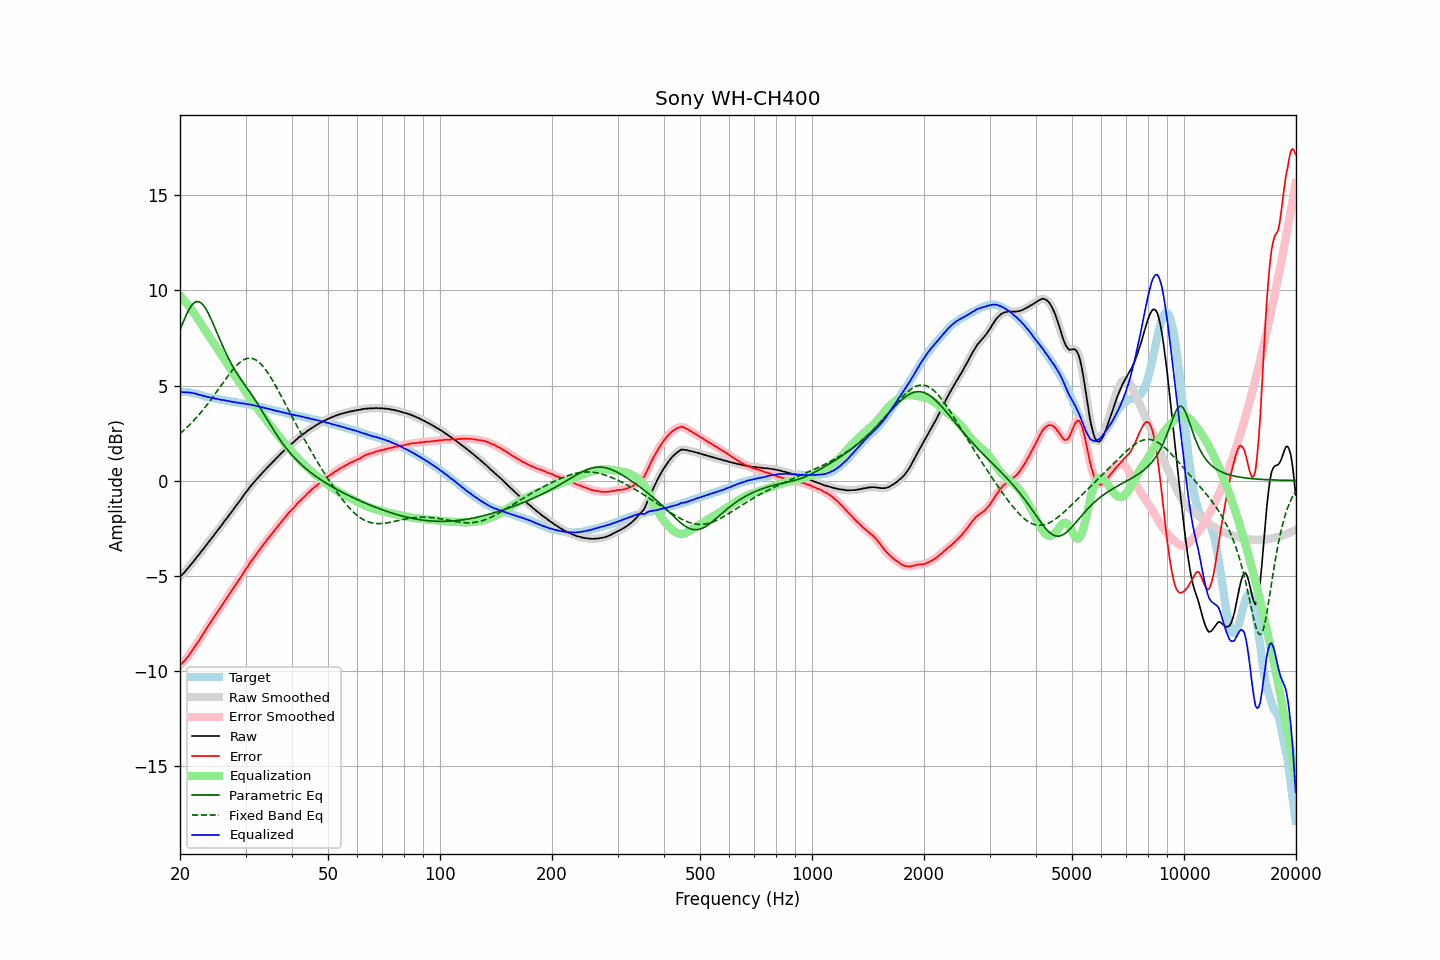 Sony WH-CH400
Amplitude (dBr)
15
10
5
0
−5
−10
−15
Target
Raw Smoothed
Error Smoothed
Raw
Error
Equalization
Parametric Eq
Fixed Band Eq
Equalized
20 50 100 200 500 1000 2000 5000 10000 20000
Frequency (Hz)